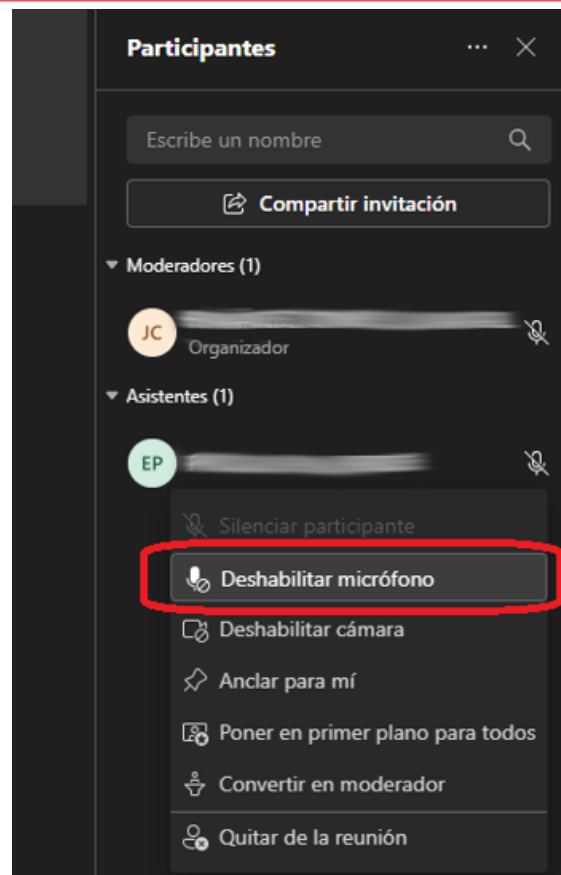 Participantes
Escribe un nombre
Compartir invitación
Moderadores (1)
JC
Organizador
Asistentes (1)
EP
Silenciar participante
Deshabilitar micrófono
Deshabilitar cámara
Anclar para mí
Poner en primer plano para todos
Convertir en moderador
Quitar de la reunión